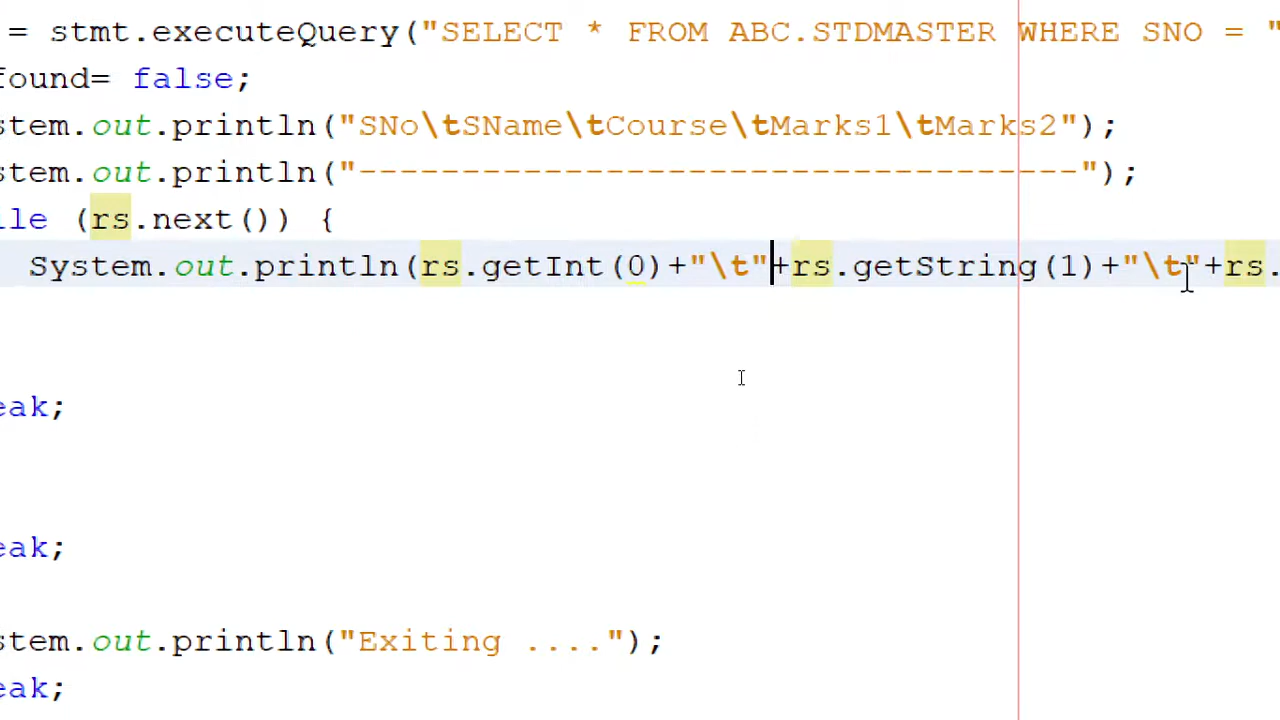 = stmt.executeQuery("SELECT * FROM ABC.STDMASTER WHERE SNO = "
found= false;
stem.out.println("SNo\tSName\tCourse\tMarks1\tMarks2");
stem.out.println("-----------------------------------");
ile (rs.next()) {
System.out.println(rs.getInt(0)+"\t"+rs.getString(1)+"\t"+rs.
eak;
eak;
stem.out.println("Exiting ....");
eak;